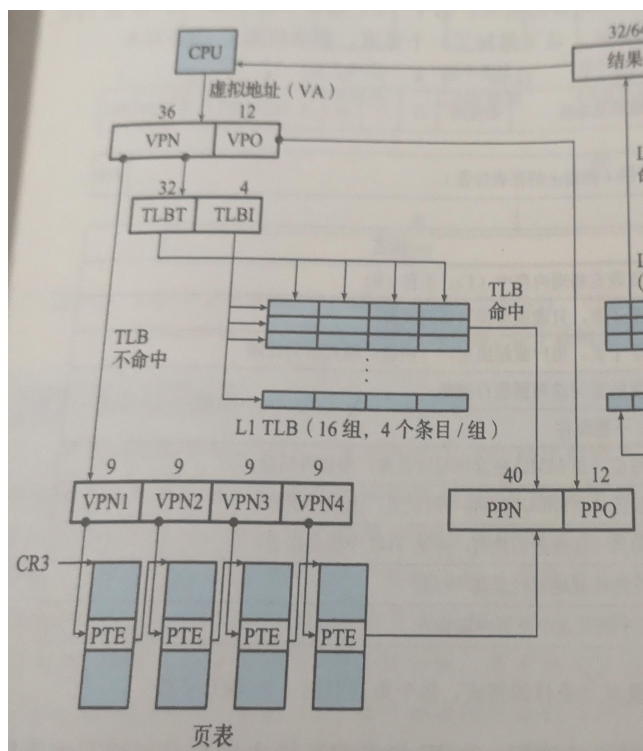 32/64
CPU
结果
虚拟地址（VA）
36 12
VPN VPO
32 4
TLBT TLBI
TLB
命中
TLB
不命中
L1 TLB（16 组，4 个条目 / 组）
9 9 9 9
VPN1 VPN2 VPN3 VPN4
40 12
PPN PPO
CR3
PTE PTE PTE PTE
页表